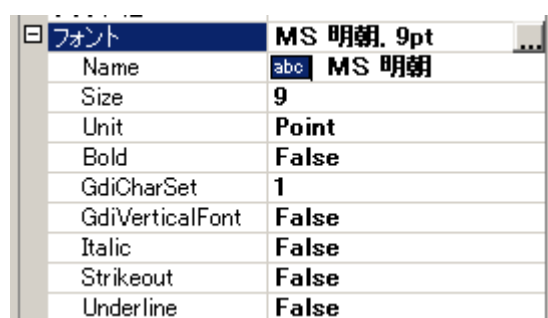 フォント MS 明朝, 9pt ...
Name abc MS 明朝
Size 9
Unit Point
Bold False
GdiCharSet 1
GdiVerticalFont False
Italic False
Strikeout False
Underline False